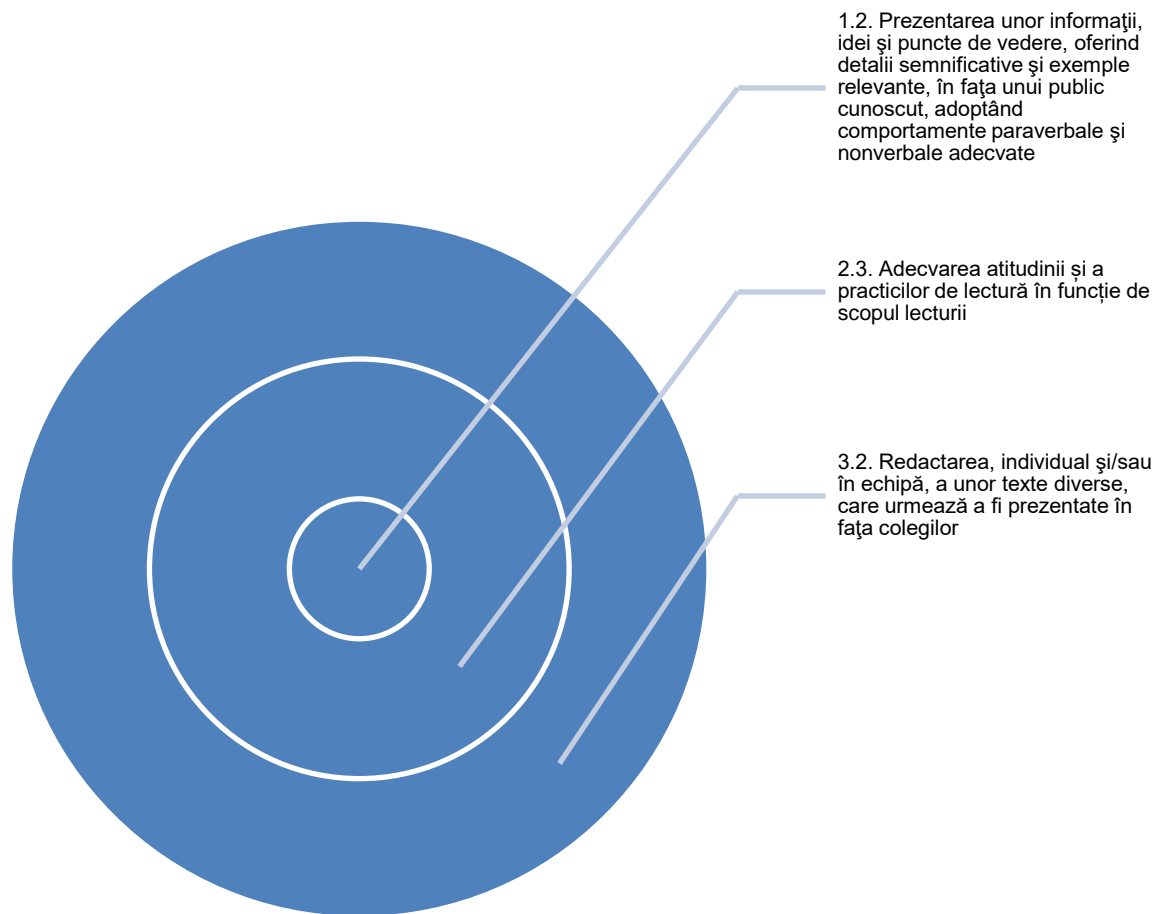 1.2. Prezentarea unor informaţii,
idei şi puncte de vedere, oferind
detalii semnificative şi exemple
relevante, în faţa unui public
cunoscut, adoptând
comportamente paraverbale şi
nonverbale adecvate
2.3. Adecvarea atitudinii și a
practicilor de lectură în funcție de
scopul lecturii
3.2. Redactarea, individual şi/sau
în echipă, a unor texte diverse,
care urmează a fi prezentate în
faţa colegilor